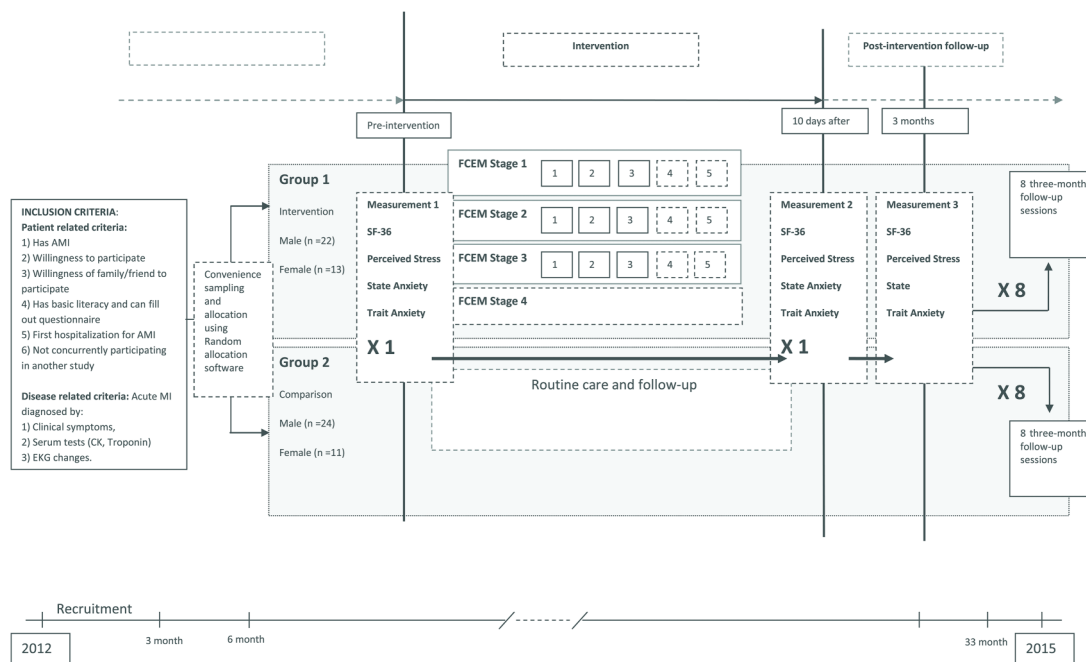 Intervention
Post-intervention follow-up
Pre-intervention
10 days after
3 months
INCLUSION CRITERIA:
Patient related criteria:
1) Has AMI
2) Willingness to participate
3) Willingness of family/friend to
participate
4) Has basic literacy and can fill
out questionnaire
5) First hospitalization for AMI
6) Not concurrently participating
in another study
Disease related criteria: Acute MI
diagnosed by:
1) Clinical symptoms,
2) Serum tests (CK, Troponin)
3) EKG changes.
Convenience
sampling
and
allocation
using
Random
allocation
software
Group 1
Intervention
Male (n =22)
Female (n =13)
Group 2
Comparison
Male (n =24)
Female (n =11)
Measurement 1
SF-36
Perceived Stress
State Anxiety
Trait Anxiety
X 1
FCEM Stage 1
1 2 3 4 5
FCEM Stage 2
1 2 3 4 5
FCEM Stage 3
1 2 3 4 5
FCEM Stage 4
Routine care and follow-up
Measurement 2
SF-36
Perceived Stress
State Anxiety
Trait Anxiety
X 1
Measurement 3
SF-36
Perceived Stress
State
Trait Anxiety
8 three-month
follow-up
sessions
X 8
X 8
8 three-month
follow-up
sessions
Recruitment
2012
3 month
6 month
33 month
2015